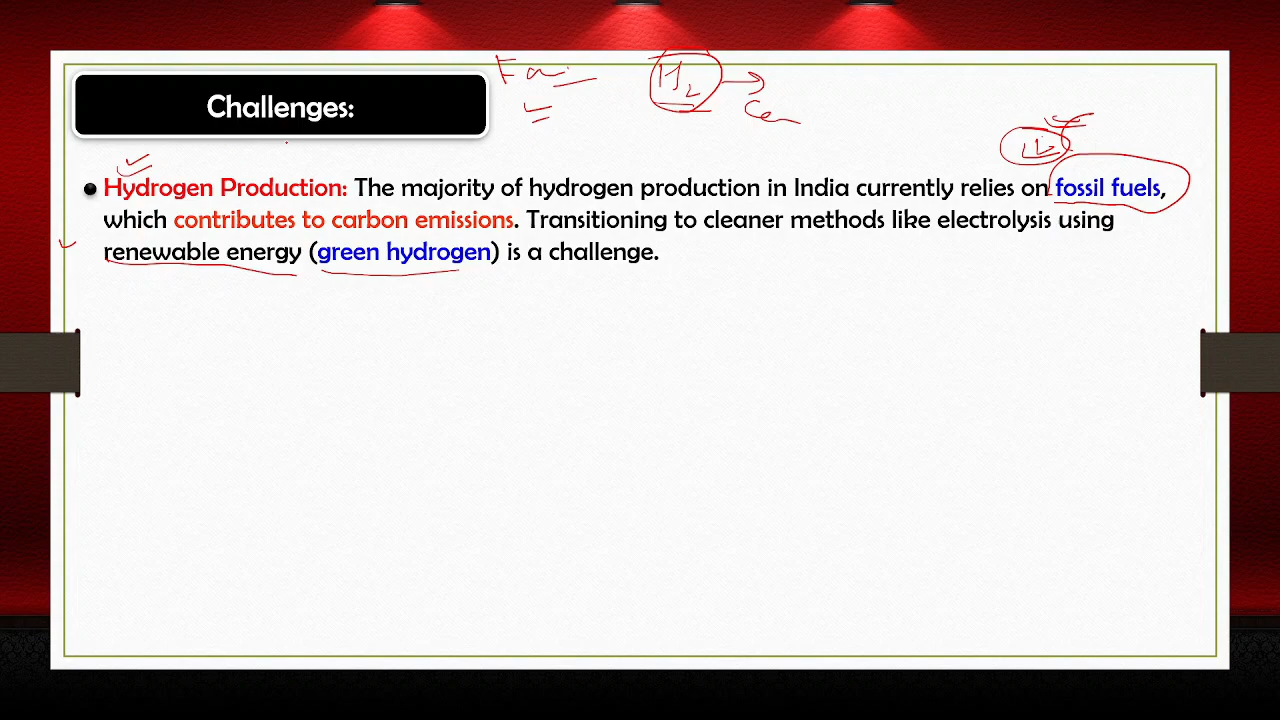 H2
Challenges:
Hydrogen Production: The majority of hydrogen production in India currently relies on fossil fuels,
which contributes to carbon emissions. Transitioning to cleaner methods like electrolysis using
renewable energy (green hydrogen) is a challenge.